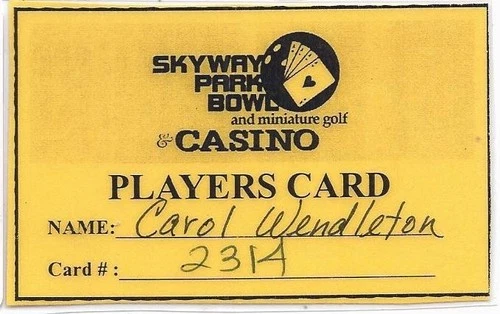 SKYWAY
PARK
BOWL
and miniature golf
& CASINO
PLAYERS CARD
NAME: Carol Wendleton
Card #: 2314